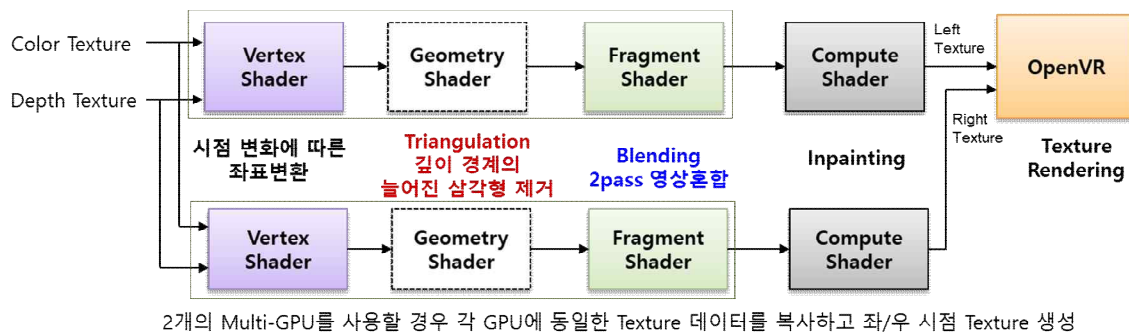 Color Texture
Depth Texture
Vertex
Shader
Geometry
Shader
Fragment
Shader
Compute
Shader
Left
Texture
OpenVR
Right
Texture
시점 변화에 따른
좌표변환
Triangulation
깊이 경계의
늘어진 삼각형 제거
Blending
2pass 영상혼합
Inpainting
Texture
Rendering
Vertex
Shader
Geometry
Shader
Fragment
Shader
Compute
Shader
2개의 Multi-GPU를 사용할 경우 각 GPU에 동일한 Texture 데이터를 복사하고 좌/우 시점 Texture 생성